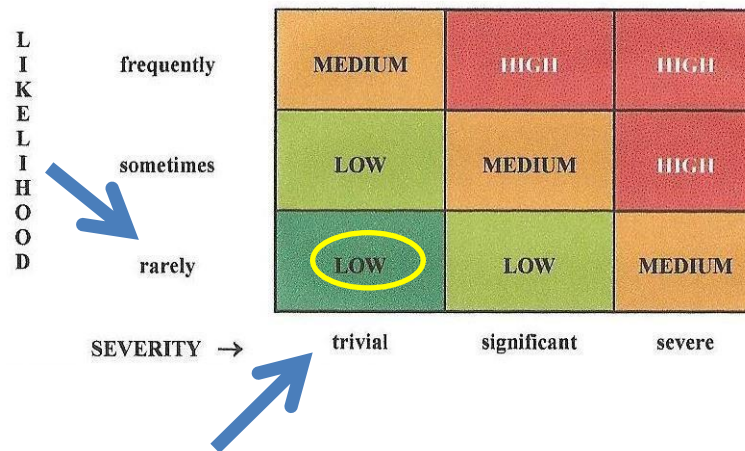 LIKELIHOOD
frequently MEDIUM HIGH HIGH
sometimes LOW MEDIUM HIGH
rarely LOW LOW MEDIUM
SEVERITY → trivial significant severe